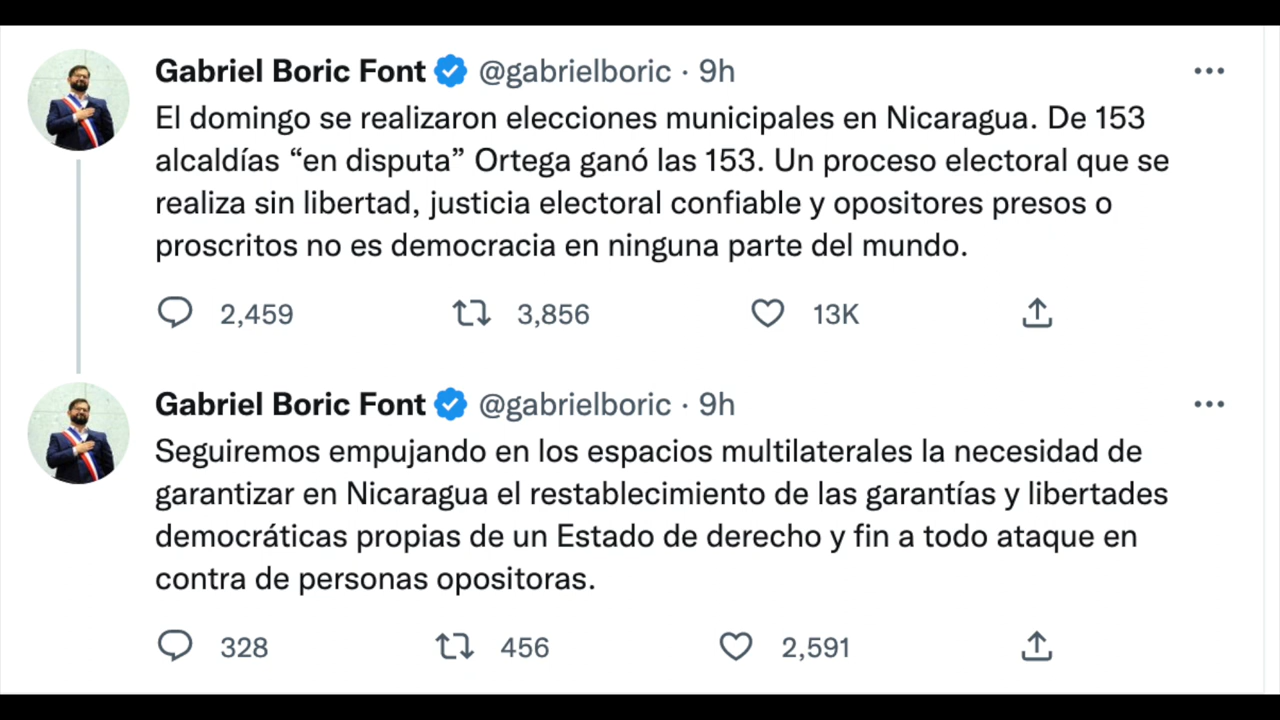 Gabriel Boric Font @gabrielboric · 9h
El domingo se realizaron elecciones municipales en Nicaragua. De 153
alcaldías “en disputa” Ortega ganó las 153. Un proceso electoral que se
realiza sin libertad, justicia electoral confiable y opositores presos o
proscritos no es democracia en ninguna parte del mundo.
2,459 3,856 13K
Gabriel Boric Font @gabrielboric · 9h
Seguiremos empujando en los espacios multilaterales la necesidad de
garantizar en Nicaragua el restablecimiento de las garantías y libertades
democráticas propias de un Estado de derecho y fin a todo ataque en
contra de personas opositoras.
328 456 2,591